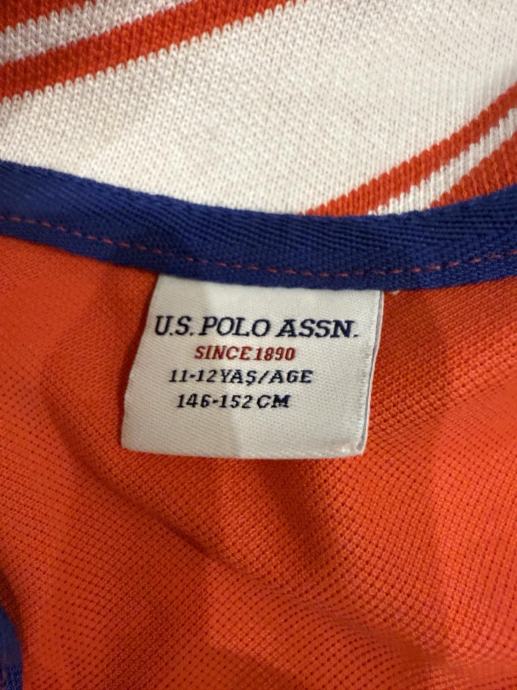 U.S. POLO ASSN.
SINCE 1890
11-12 YAŞ/AGE
146-152 CM